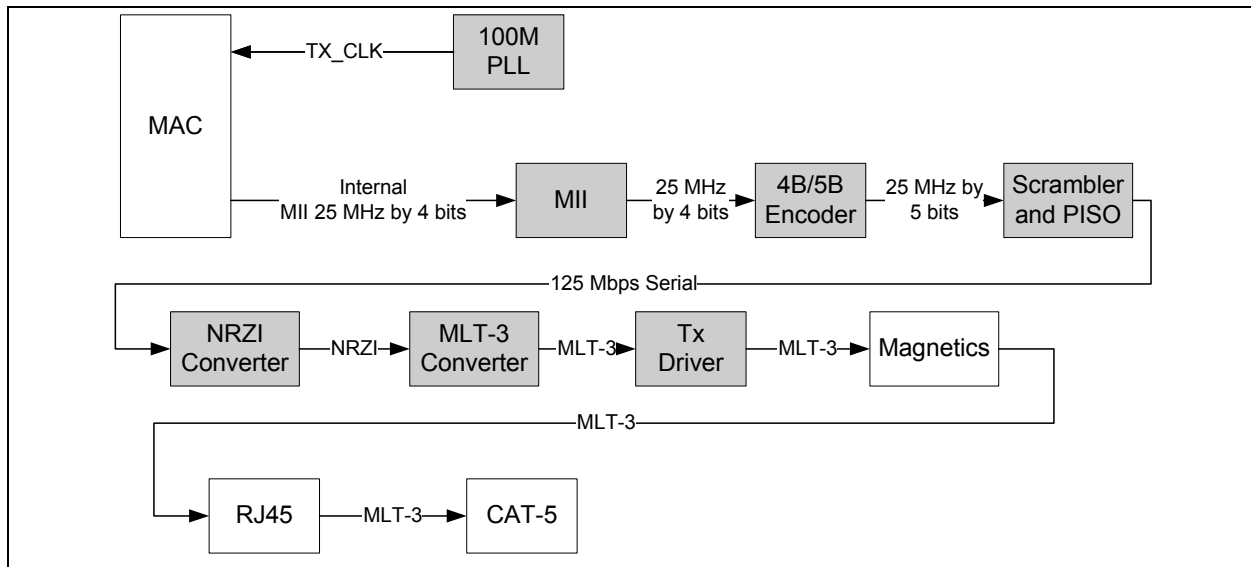 TX_CLK
100M
PLL
MAC
Internal
MII 25 MHz by 4 bits
MII
25 MHz
by 4 bits
4B/5B
Encoder
25 MHz by
5 bits
Scrambler
and PISO
125 Mbps Serial
NRZI
Converter
NRZI
MLT-3
Converter
MLT-3
Tx
Driver
MLT-3
Magnetics
MLT-3
RJ45
MLT-3
CAT-5